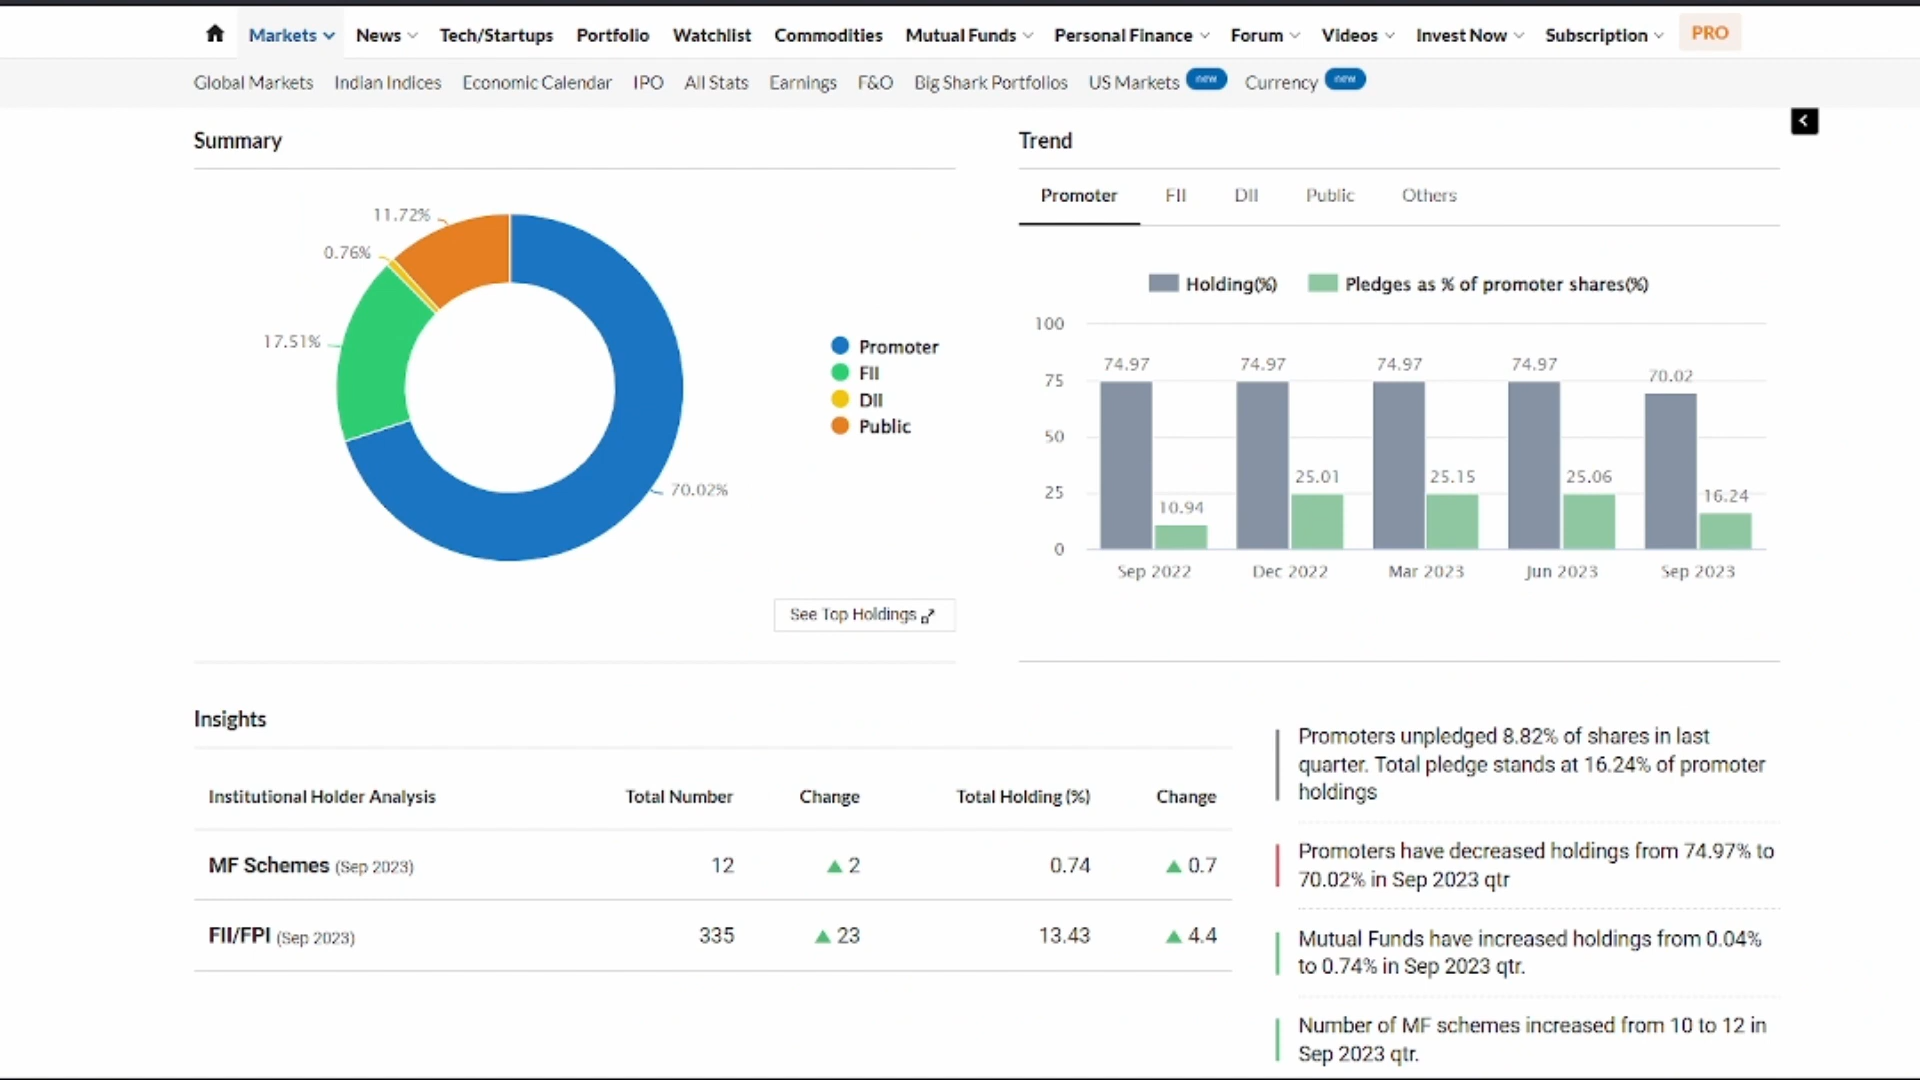 Markets News Tech/Startups Portfolio Watchlist Commodities Mutual Funds Personal Finance Forum Videos Invest Now Subscription PRO
Global Markets Indian Indices Economic Calendar IPO All Stats Earnings F&O Big Shark Portfolios US Markets new Currency new
Summary
11.72%
0.76%
17.51%
70.02%
Promoter
FII
DII
Public
See Top Holdings
Trend
Promoter FII DII Public Others
Holding(%) Pledges as % of promoter shares(%)
100
75
50
25
0
74.97 74.97 74.97 74.97 70.02
10.94 25.01 25.15 25.06 16.24
Sep 2022 Dec 2022 Mar 2023 Jun 2023 Sep 2023
Insights
Institutional Holder Analysis Total Number Change Total Holding (%) Change
MF Schemes (Sep 2023) 12 ▲ 2 0.74 ▲ 0.7
FII/FPI (Sep 2023) 335 ▲ 23 13.43 ▲ 4.4
Promoters unpledged 8.82% of shares in last
quarter. Total pledge stands at 16.24% of promoter
holdings
Promoters have decreased holdings from 74.97% to
70.02% in Sep 2023 qtr
Mutual Funds have increased holdings from 0.04%
to 0.74% in Sep 2023 qtr.
Number of MF schemes increased from 10 to 12 in
Sep 2023 qtr.